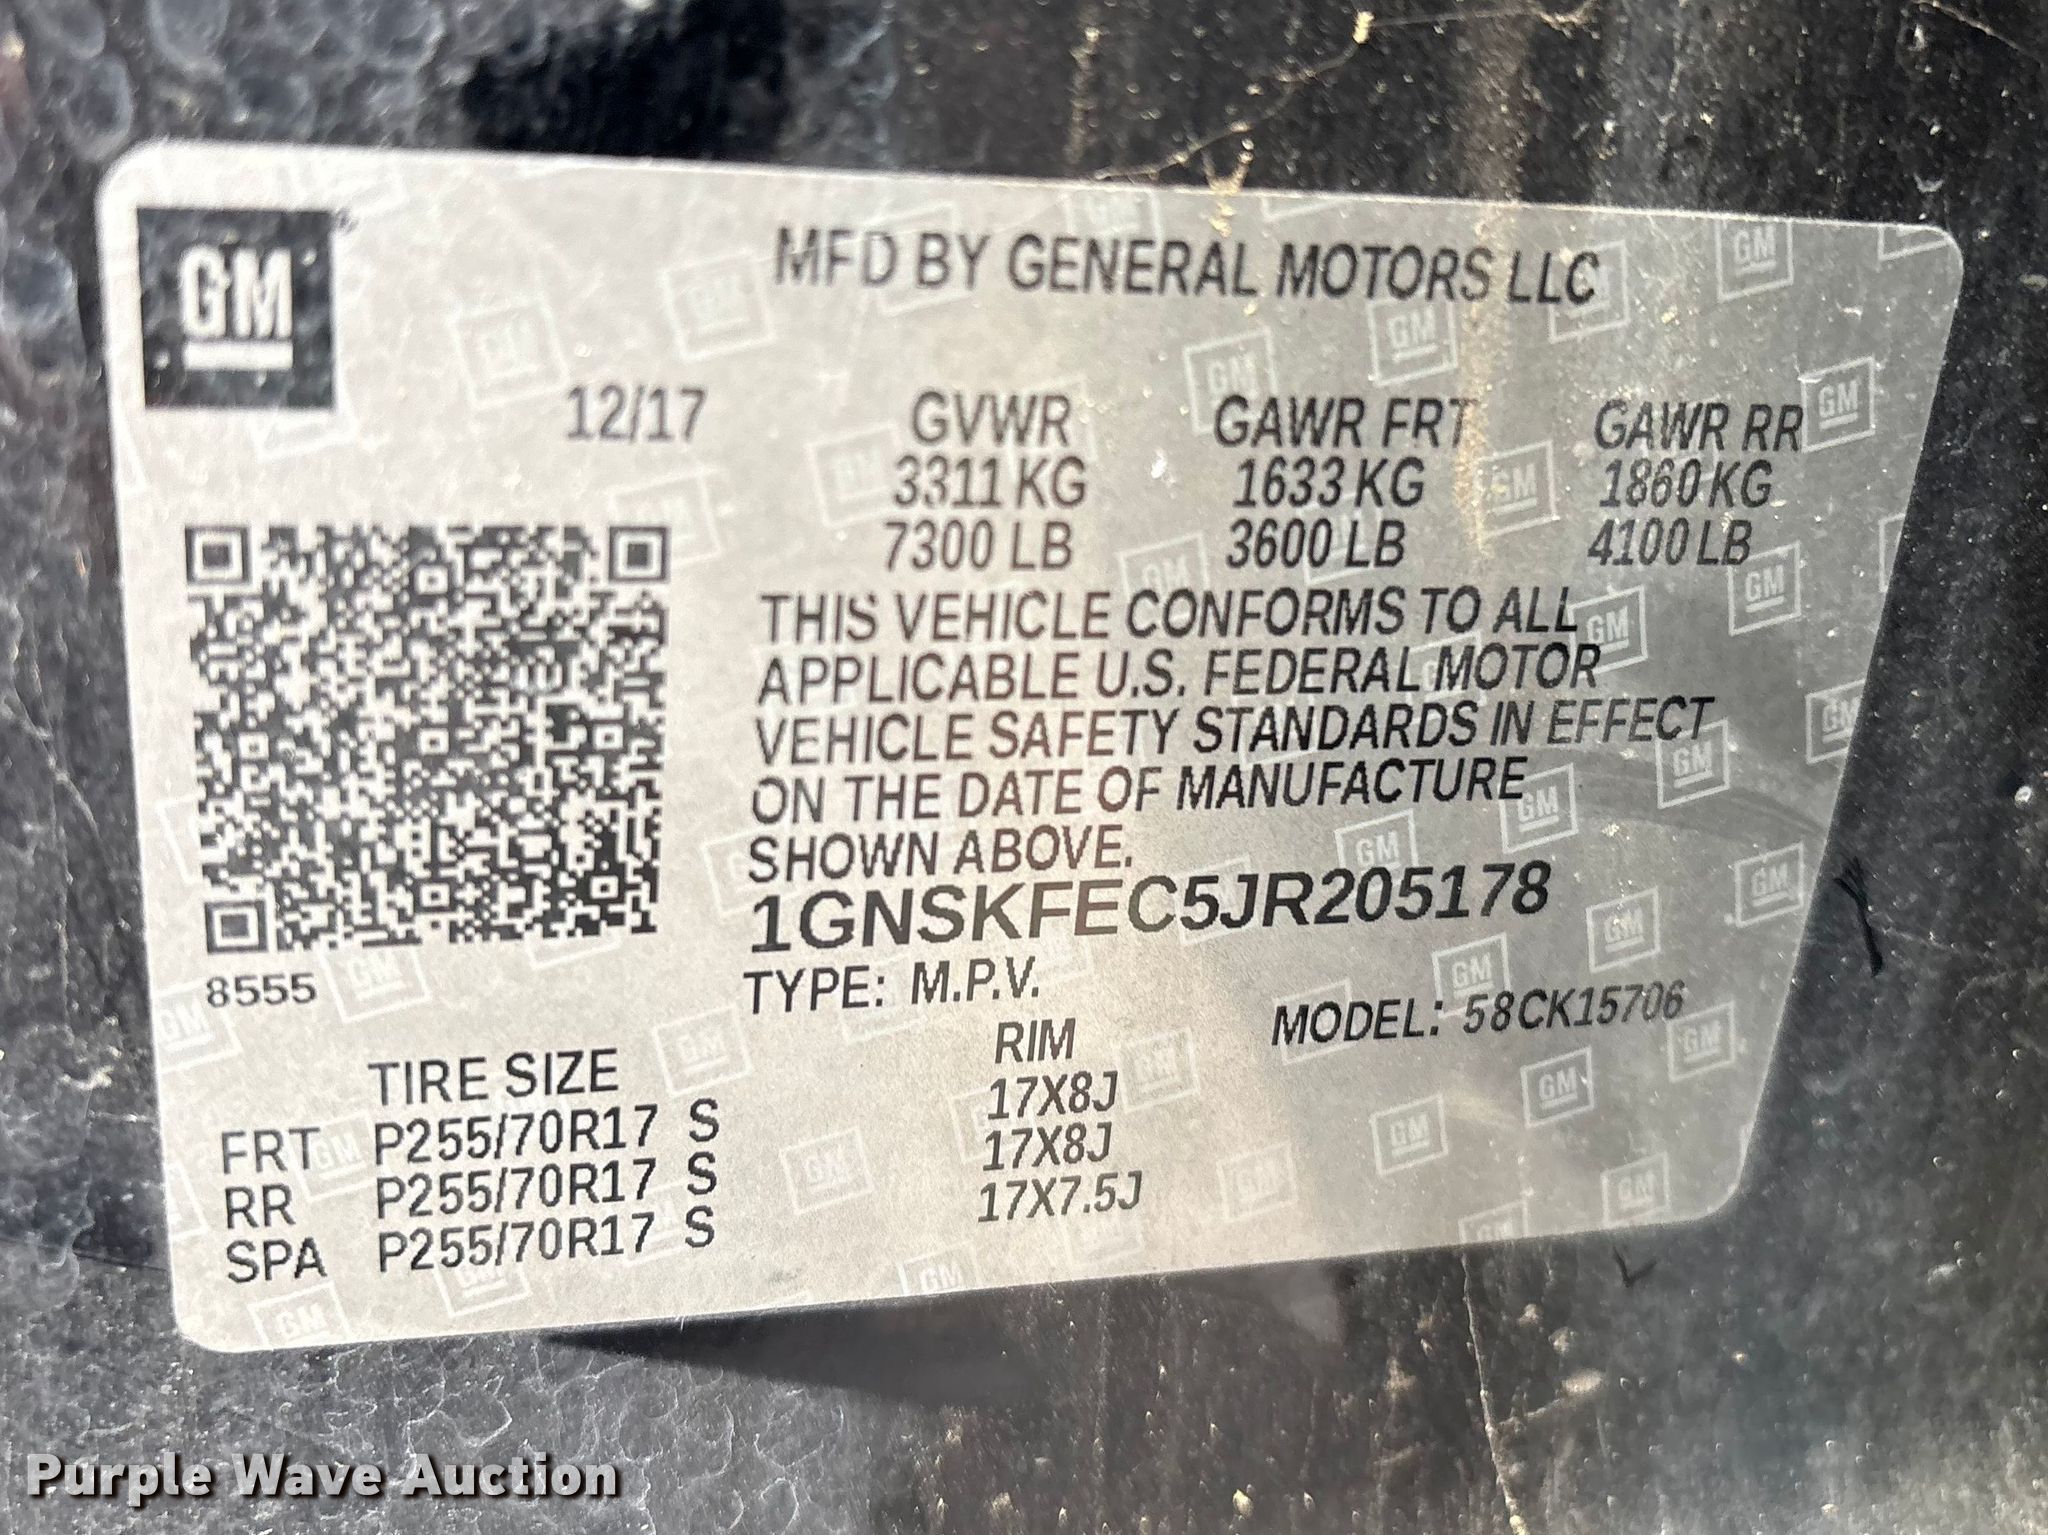 GM
MFD BY GENERAL MOTORS LLC
12/17 GVWR GAWR FRT GAWR RR
3311 KG 1633 KG 1860 KG
7300 LB 3600 LB 4100 LB
THIS VEHICLE CONFORMS TO ALL
APPLICABLE U.S. FEDERAL MOTOR
VEHICLE SAFETY STANDARDS IN EFFECT
ON THE DATE OF MANUFACTURE
SHOWN ABOVE.
1GNSKFEC5JR205178
8555
TYPE: M.P.V. MODEL: 58CK15706
TIRE SIZE RIM
FRT P255/70R17 S 17X8J
RR P255/70R17 S 17X8J
SPA P255/70R17 S 17X7.5J
Purple Wave Auction